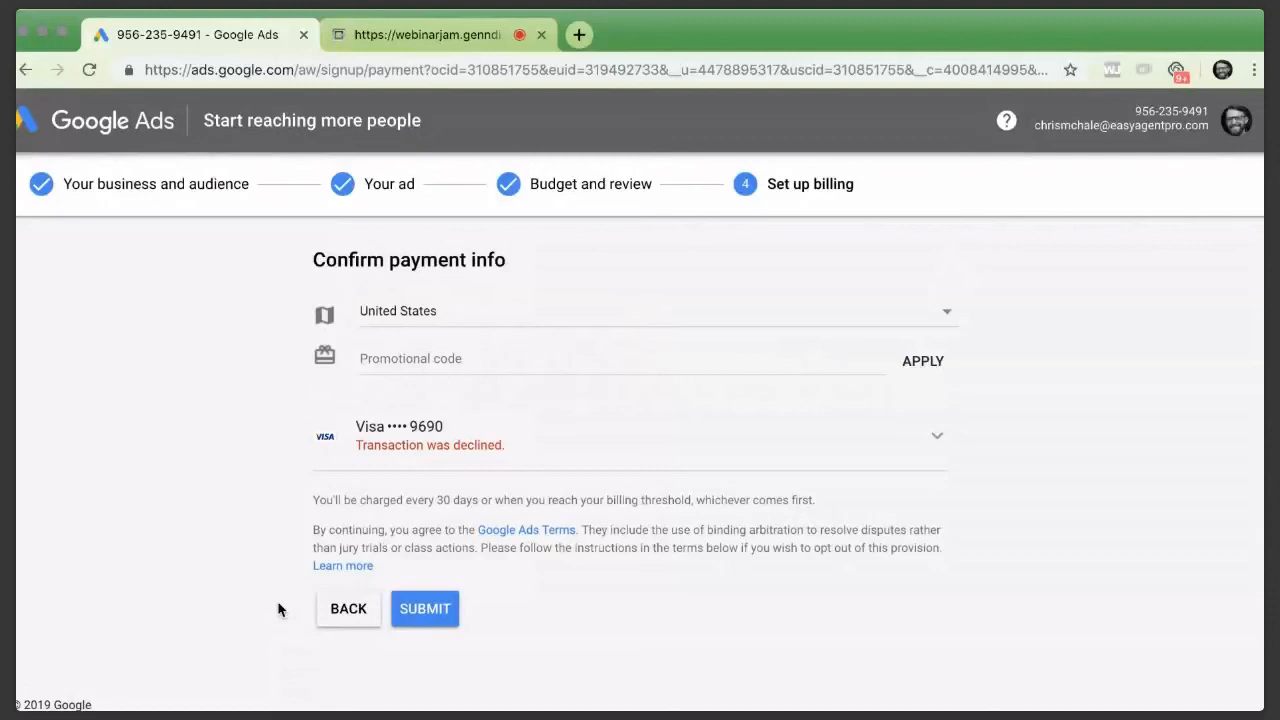 956-235-9491 - Google Ads
https://webinarjam.genndi
https://ads.google.com/aw/signup/payment?ocid=310851755&euid=319492733&__u=4478895317&uscid=310851755&__c=4008414995&...
9+
Google Ads
Start reaching more people
?
956-235-9491
chrismchale@easyagentpro.com
Your business and audience
Your ad
Budget and review
4
Set up billing
Confirm payment info
United States
Promotional code
APPLY
VISA
Visa •••• 9690
Transaction was declined.
You'll be charged every 30 days or when you reach your billing threshold, whichever comes first.
By continuing, you agree to the Google Ads Terms. They include the use of binding arbitration to resolve disputes rather
than jury trials or class actions. Please follow the instructions in the terms below if you wish to opt out of this provision.
Learn more
BACK
SUBMIT
© 2019 Google